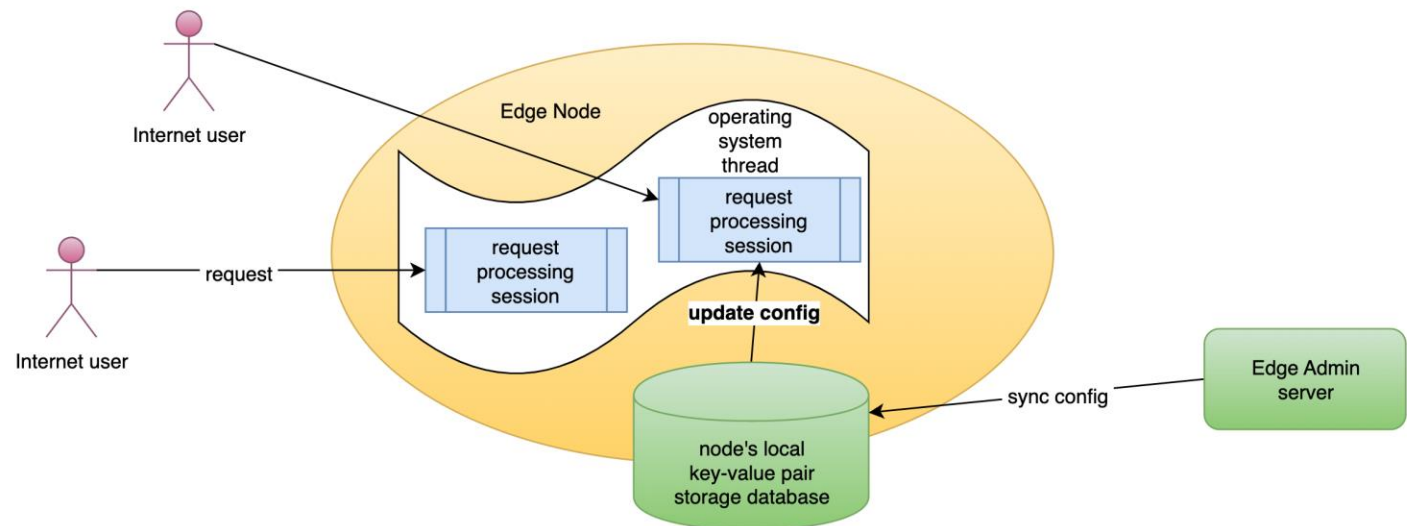 Internet user
Edge Node
operating
system
thread
request
processing
session
request
request
processing
session
Internet user
update config
sync config
Edge Admin
server
node's local
key-value pair
storage database